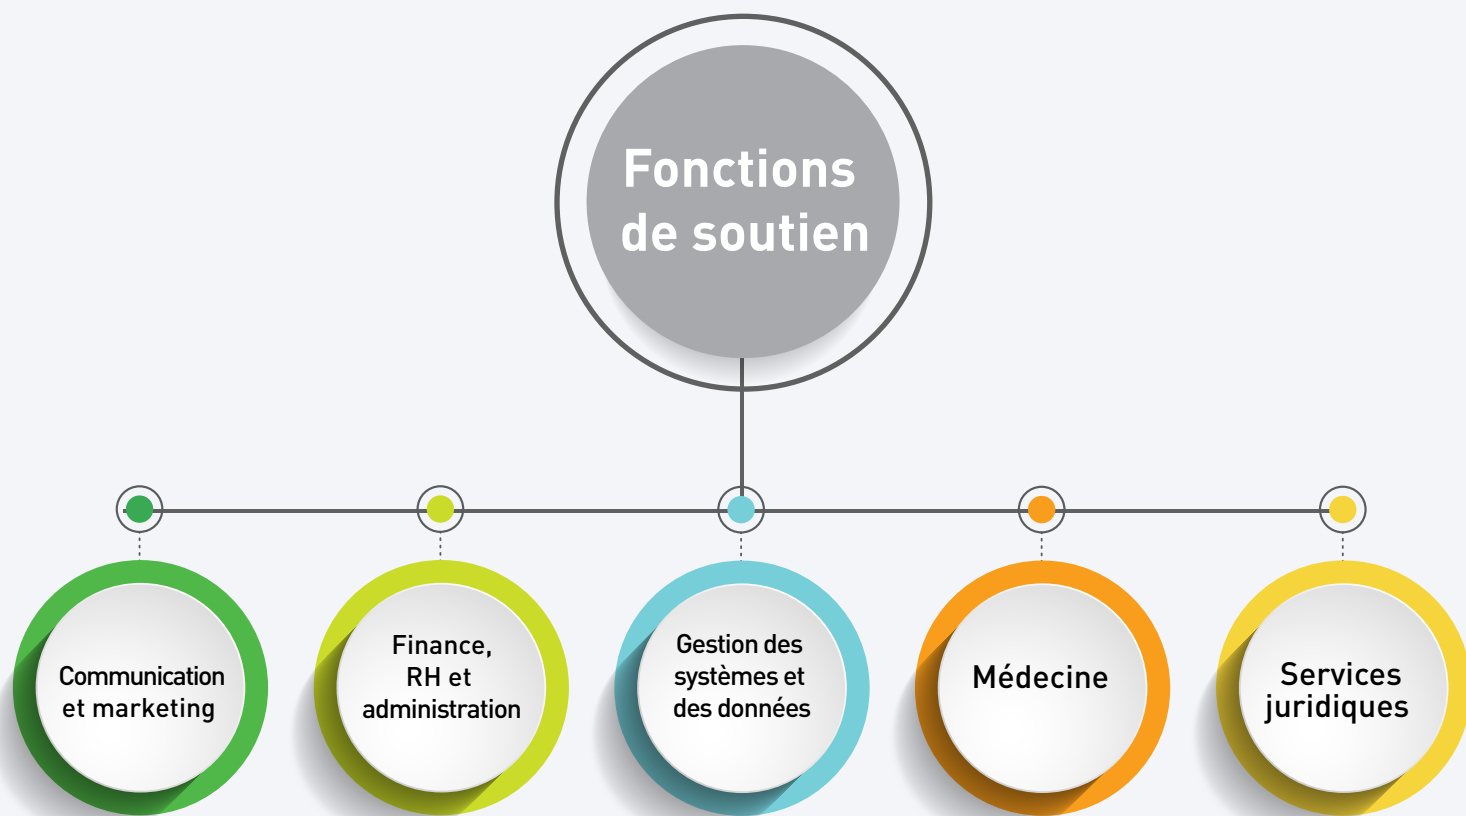 Fonctions
de soutien
Communication
et marketing
Finance,
RH et
administration
Gestion des
systèmes et
des données
Médecine
Services
juridiques